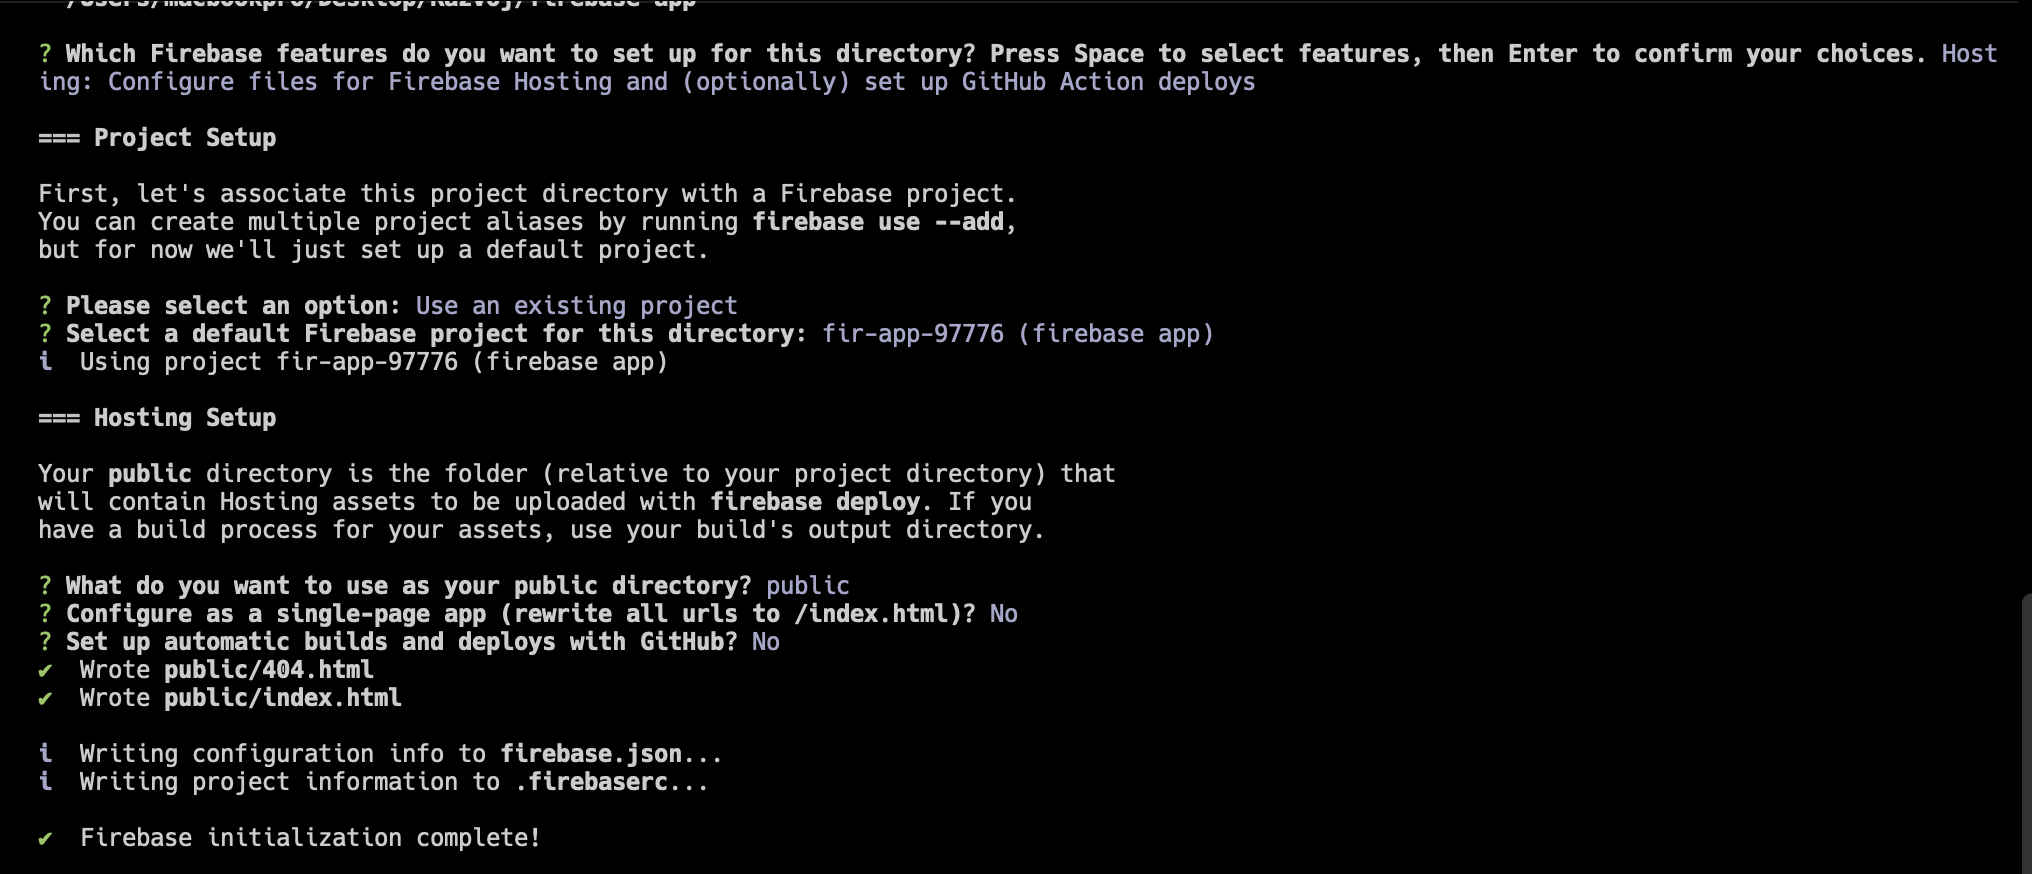 /Users/macbookpro/Desktop/Razvoj/firebase app
? Which Firebase features do you want to set up for this directory? Press Space to select features, then Enter to confirm your choices. Host
ing: Configure files for Firebase Hosting and (optionally) set up GitHub Action deploys
=== Project Setup
First, let's associate this project directory with a Firebase project.
You can create multiple project aliases by running firebase use --add,
but for now we'll just set up a default project.
? Please select an option: Use an existing project
? Select a default Firebase project for this directory: fir-app-97776 (firebase app)
i  Using project fir-app-97776 (firebase app)
=== Hosting Setup
Your public directory is the folder (relative to your project directory) that
will contain Hosting assets to be uploaded with firebase deploy. If you
have a build process for your assets, use your build's output directory.
? What do you want to use as your public directory? public
? Configure as a single-page app (rewrite all urls to /index.html)? No
? Set up automatic builds and deploys with GitHub? No
✔  Wrote public/404.html
✔  Wrote public/index.html
i  Writing configuration info to firebase.json...
i  Writing project information to .firebaserc...
✔  Firebase initialization complete!